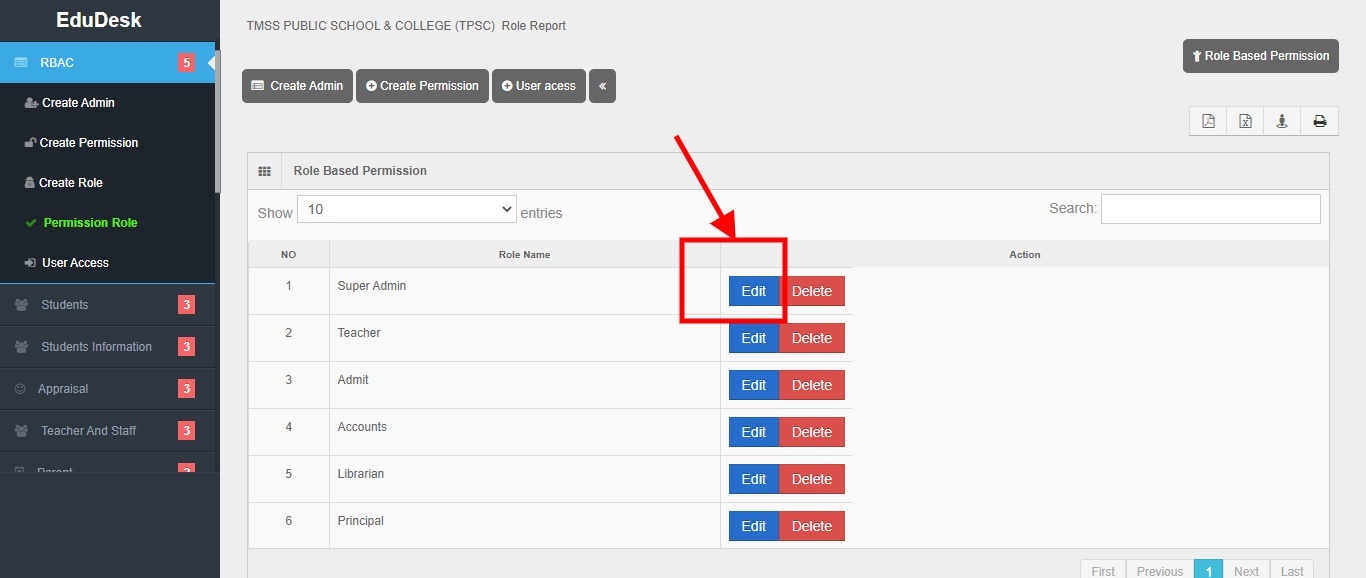 EduDesk
RBAC 5
Create Admin
Create Permission
Create Role
Permission Role
User Access
Students 3
Students Information 3
Appraisal 3
Teacher And Staff 3
Parent 3
TMSS PUBLIC SCHOOL & COLLEGE (TPSC) Role Report
Role Based Permission
Create Admin Create Permission User acess «
Role Based Permission
Show 10 entries Search:
NO Role Name Action
1 Super Admin Edit Delete
2 Teacher Edit Delete
3 Admit Edit Delete
4 Accounts Edit Delete
5 Librarian Edit Delete
6 Principal Edit Delete
First Previous 1 Next Last